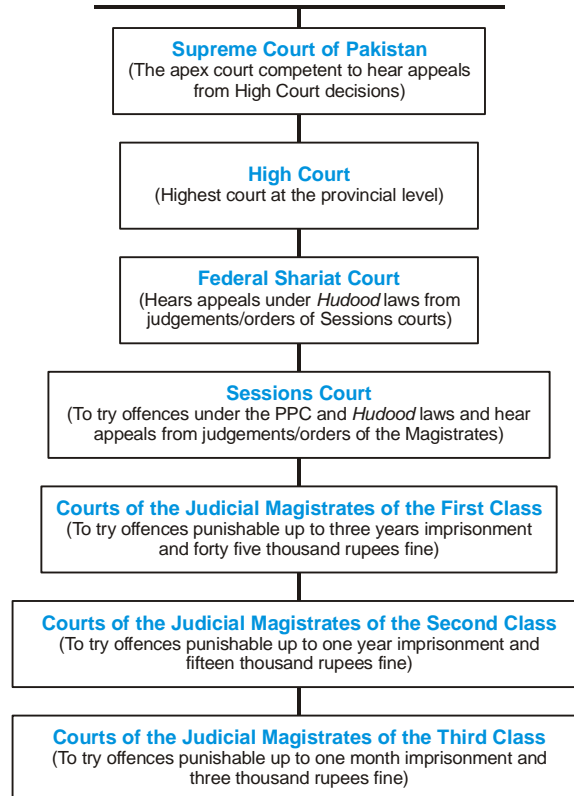 Supreme Court of Pakistan
(The apex court competent to hear appeals
from High Court decisions)
High Court
(Highest court at the provincial level)
Federal Shariat Court
(Hears appeals under Hudood laws from
judgements/orders of Sessions courts)
Sessions Court
(To try offences under the PPC and Hudood laws and hear
appeals from judgements/orders of the Magistrates)
Courts of the Judicial Magistrates of the First Class
(To try offences punishable up to three years imprisonment
and forty five thousand rupees fine)
Courts of the Judicial Magistrates of the Second Class
(To try offences punishable up to one year imprisonment and
fifteen thousand rupees fine)
Courts of the Judicial Magistrates of the Third Class
(To try offences punishable up to one month imprisonment and
three thousand rupees fine)